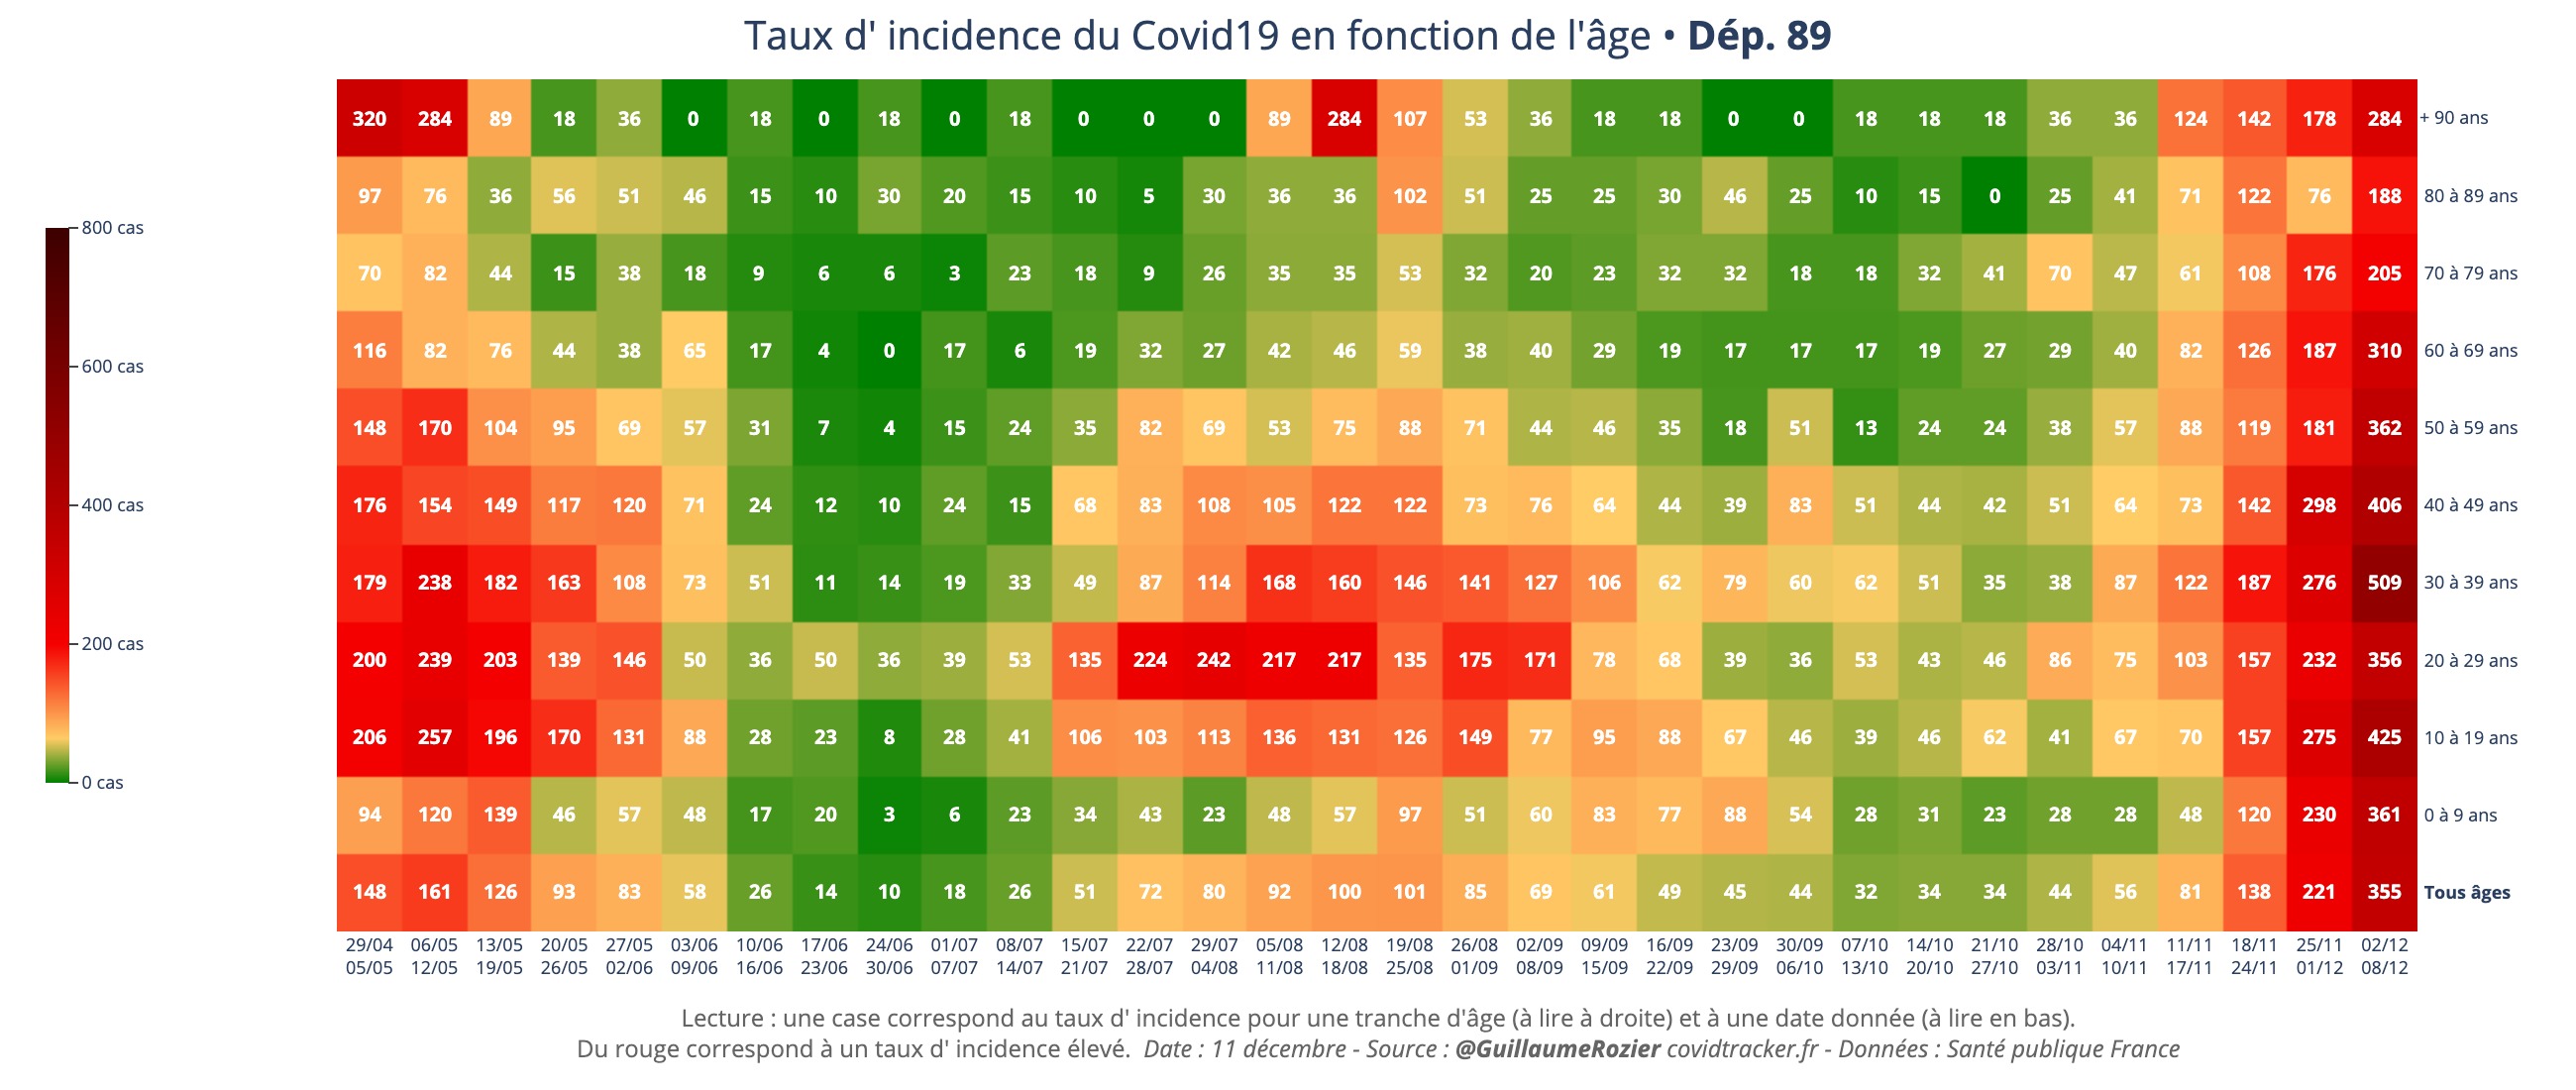 Taux d' incidence du Covid19 en fonction de l'âge • Dép. 89
800 cas
600 cas
400 cas
200 cas
0 cas
320 284 89 18 36 0 18 0 18 0 18 0 0 0 89 284 107 53 36 18 18 0 0 18 18 18 36 36 124 142 178 284 + 90 ans
97 76 36 56 51 46 15 10 30 20 15 10 5 30 36 36 102 51 25 25 30 46 25 10 15 0 25 41 71 122 76 188 80 à 89 ans
70 82 44 15 38 18 9 6 6 3 23 18 9 26 35 35 53 32 20 23 32 32 18 18 32 41 70 47 61 108 176 205 70 à 79 ans
116 82 76 44 38 65 17 4 0 17 6 19 32 27 42 46 59 38 40 29 19 17 17 17 19 27 29 40 82 126 187 310 60 à 69 ans
148 170 104 95 69 57 31 7 4 15 24 35 82 69 53 75 88 71 44 46 35 18 51 13 24 24 38 57 88 119 181 362 50 à 59 ans
176 154 149 117 120 71 24 12 10 24 15 68 83 108 105 122 122 73 76 64 44 39 83 51 44 42 51 64 73 142 298 406 40 à 49 ans
179 238 182 163 108 73 51 11 14 19 33 49 87 114 168 160 146 141 127 106 62 79 60 62 51 35 38 87 122 187 276 509 30 à 39 ans
200 239 203 139 146 50 36 50 36 39 53 135 224 242 217 217 135 175 171 78 68 39 36 53 43 46 86 75 103 157 232 356 20 à 29 ans
206 257 196 170 131 88 28 23 8 28 41 106 103 113 136 131 126 149 77 95 88 67 46 39 46 62 41 67 70 157 275 425 10 à 19 ans
94 120 139 46 57 48 17 20 3 6 23 34 43 23 48 57 97 51 60 83 77 88 54 28 31 23 28 28 48 120 230 361 0 à 9 ans
148 161 126 93 83 58 26 14 10 18 26 51 72 80 92 100 101 85 69 61 49 45 44 32 34 34 44 56 81 138 221 355 Tous âges
29/04 06/05 13/05 20/05 27/05 03/06 10/06 17/06 24/06 01/07 08/07 15/07 22/07 29/07 05/08 12/08 19/08 26/08 02/09 09/09 16/09 23/09 30/09 07/10 14/10 21/10 28/10 04/11 11/11 18/11 25/11 02/12
05/05 12/05 19/05 26/05 02/06 09/06 16/06 23/06 30/06 07/07 14/07 21/07 28/07 04/08 11/08 18/08 25/08 01/09 08/09 15/09 22/09 29/09 06/10 13/10 20/10 27/10 03/11 10/11 17/11 24/11 01/12 08/12
Lecture : une case correspond au taux d' incidence pour une tranche d'âge (à lire à droite) et à une date donnée (à lire en bas).
Du rouge correspond à un taux d' incidence élevé. Date : 11 décembre - Source : @GuillaumeRozier covidtracker.fr - Données : Santé publique France